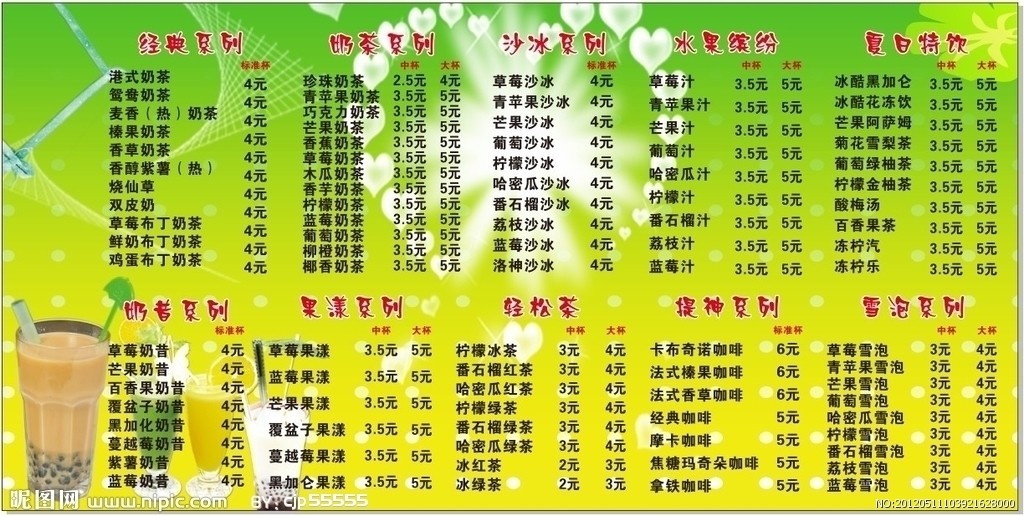 经典系列
标准杯
港式奶茶 4元
鸳鸯奶茶 4元
麦香（热）奶茶 4元
榛果奶茶 4元
香草奶茶 4元
香醇紫薯（热） 4元
烧仙草 4元
双皮奶 4元
草莓布丁奶茶 4元
鲜奶布丁奶茶 4元
鸡蛋布丁奶茶 4元
奶茶系列
中杯 大杯
珍珠奶茶 2.5元 4元
青苹果奶茶 3.5元 5元
巧克力奶茶 3.5元 5元
芒果奶茶 3.5元 5元
香蕉奶茶 3.5元 5元
草莓奶茶 3.5元 5元
木瓜奶茶 3.5元 5元
香芋奶茶 3.5元 5元
柠檬奶茶 3.5元 5元
蓝莓奶茶 3.5元 5元
葡萄奶茶 3.5元 5元
柳橙奶茶 3.5元 5元
椰香奶茶 3.5元 5元
沙冰系列
标准杯
草莓沙冰 4元
青苹果沙冰 4元
芒果沙冰 4元
葡萄沙冰 4元
柠檬沙冰 4元
哈密瓜沙冰 4元
番石榴沙冰 4元
荔枝沙冰 4元
蓝莓沙冰 4元
洛神沙冰 4元
水果缤纷
中杯 大杯
草莓汁 3.5元 5元
青苹果汁 3.5元 5元
芒果汁 3.5元 5元
葡萄汁 3.5元 5元
哈密瓜汁 3.5元 5元
柠檬汁 3.5元 5元
番石榴汁 3.5元 5元
荔枝汁 3.5元 5元
蓝莓汁 3.5元 5元
夏日特饮
中杯 大杯
冰酷黑加仑 3.5元 5元
冰酷花冻饮 3.5元 5元
芒果阿萨姆 3.5元 5元
菊花雪梨茶 3.5元 5元
葡萄绿柚茶 3.5元 5元
柠檬金柚茶 3.5元 5元
酸梅汤 3.5元 5元
百香果茶 3.5元 5元
冻柠汽 3.5元 5元
冻柠乐 3.5元 5元
奶昔系列
标准杯
草莓奶昔 4元
芒果奶昔 4元
百香果奶昔 4元
覆盆子奶昔 4元
黑加化奶昔 4元
蔓越莓奶昔 4元
紫薯奶昔 4元
蓝莓奶昔 4元
果漾系列
中杯 大杯
草莓果漾 3.5元 5元
蓝莓果漾 3.5元 5元
芒果果漾 3.5元 5元
覆盆子果漾 3.5元 5元
蔓越莓果漾 3.5元 5元
黑加仑果漾 3.5元 5元
轻松茶
中杯 大杯
柠檬冰茶 3元 4元
番石榴红茶 3元 4元
哈密瓜红茶 3元 4元
柠檬绿茶 3元 4元
番石榴绿茶 3元 4元
哈密瓜绿茶 3元 4元
冰红茶 2元 3元
冰绿茶 2元 3元
提神系列
标准杯
卡布奇诺咖啡 6元
法式榛果咖啡 6元
法式香草咖啡 6元
经典咖啡 5元
摩卡咖啡 5元
焦糖玛奇朵咖啡 5元
拿铁咖啡 5元
雪泡系列
中杯 大杯
草莓雪泡 3元 4元
青苹果雪泡 3元 4元
芒果雪泡 3元 4元
葡萄雪泡 3元 4元
哈密瓜雪泡 3元 4元
柠檬雪泡 3元 4元
番石榴雪泡 3元 4元
荔枝雪泡 3元 4元
蓝莓雪泡 3元 4元
昵图网 www.nipic.com BY:cjp55555
NO:20120511103921628000